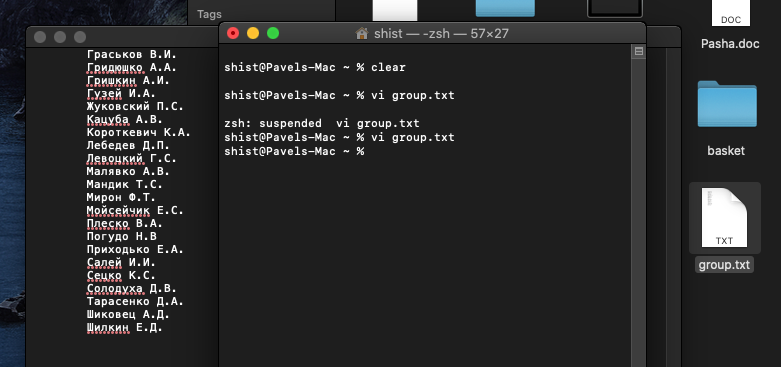 Tags
shist — -zsh — 57×27
Граськов В.И.
Гридюшко А.А.
Гришкин А.И.
Гузей И.А.
Жуковский П.С.
Кацуба А.В.
Короткевич К.А.
Лебедев Д.П.
Левоцкий Г.С.
Малявко А.В.
Мандик Т.С.
Мирон Ф.Т.
Мойсейчик Е.С.
Плеско В.А.
Погудо Н.В
Приходько Е.А.
Салей И.И.
Сецко К.С.
Солодуха Д.В.
Тарасенко Д.А.
Шиковец А.Д.
Шилкин Е.Д.
shist@Pavels-Mac ~ % clear
shist@Pavels-Mac ~ % vi group.txt
zsh: suspended  vi group.txt
shist@Pavels-Mac ~ % vi group.txt
shist@Pavels-Mac ~ %
DOC
Pasha.doc
basket
TXT
group.txt